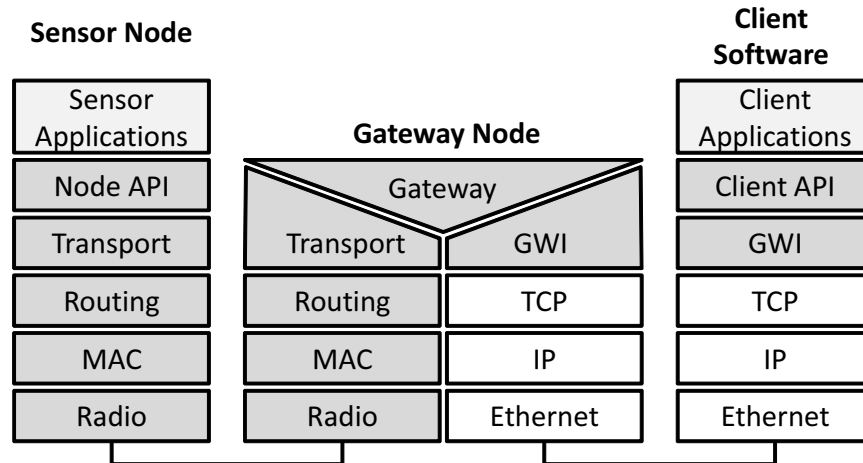 Sensor Node
Sensor
Applications
Node API
Transport
Routing
MAC
Radio
Gateway Node
Gateway
Transport
GWI
Routing
TCP
MAC
IP
Radio
Ethernet
Client
Software
Client
Applications
Client API
GWI
TCP
IP
Ethernet